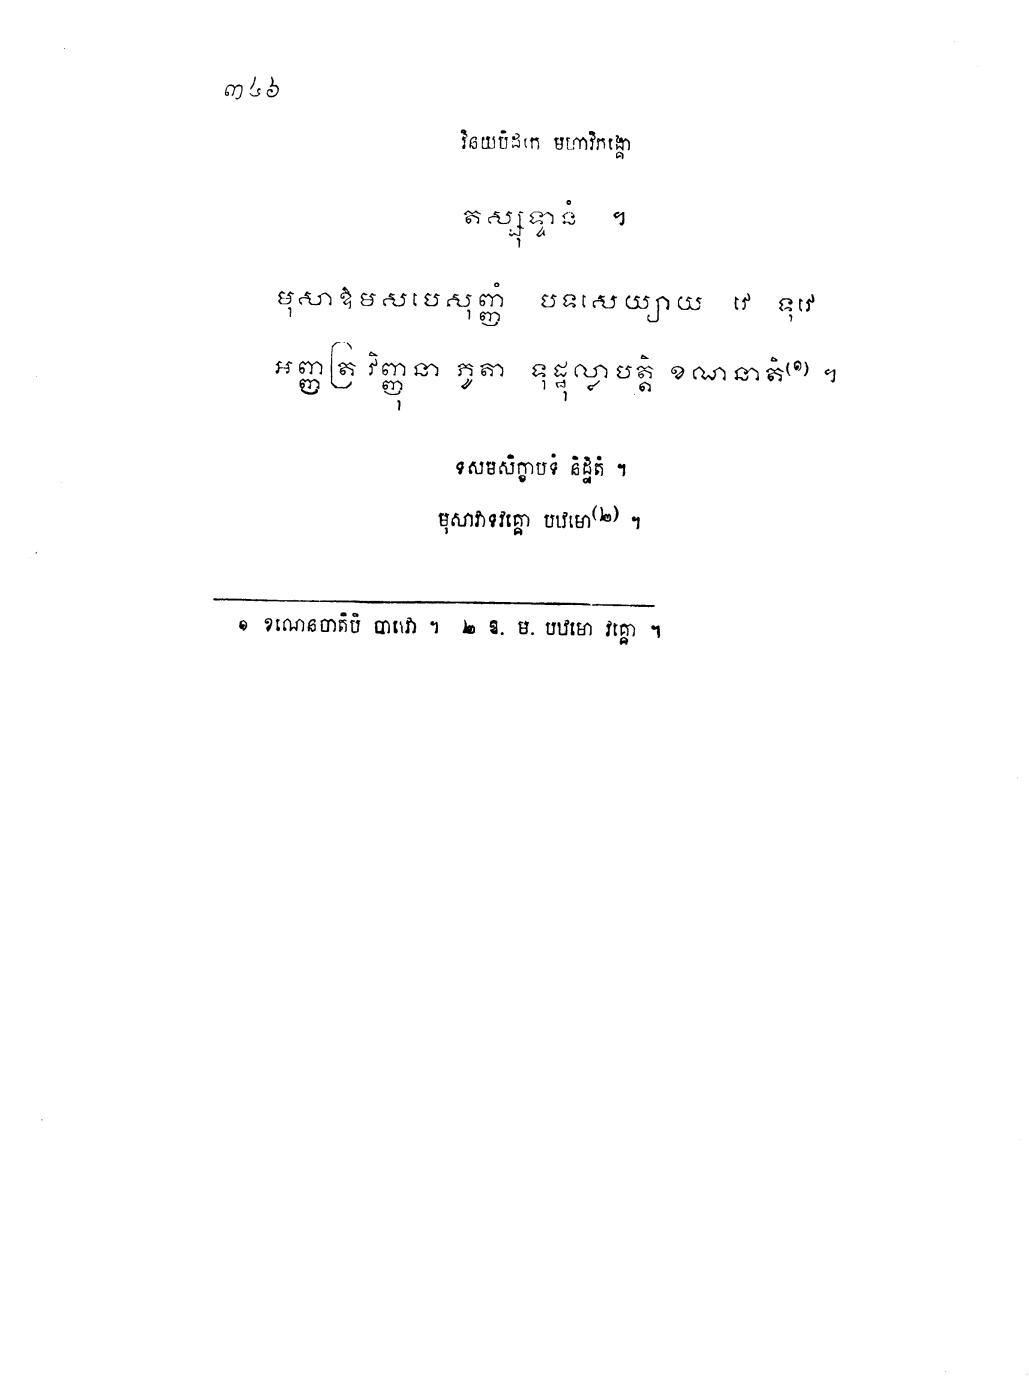 ៣៤៦
វិនយបិដកេ មហាវិភង្គោ
តស្សុទ្ទានំ ។
មុសា ឱមសបេសុញ្ញំ បទសេយ្យាយ វេ ទុវេ
អញ្ញត្រ វិញ្ញុនា ភូតា ទុដ្ឋុល្លាបត្តិ ខណនាតិ(១) ។
ទសមសិក្ខាបទំ និដ្ឋិតំ ។
មុសាវាទវគ្គោ បឋមោ(២) ។
១ ខណេនចាតិបិ បាឋោ ។ ២ ឱ. ម. បឋមោ វគ្គោ ។